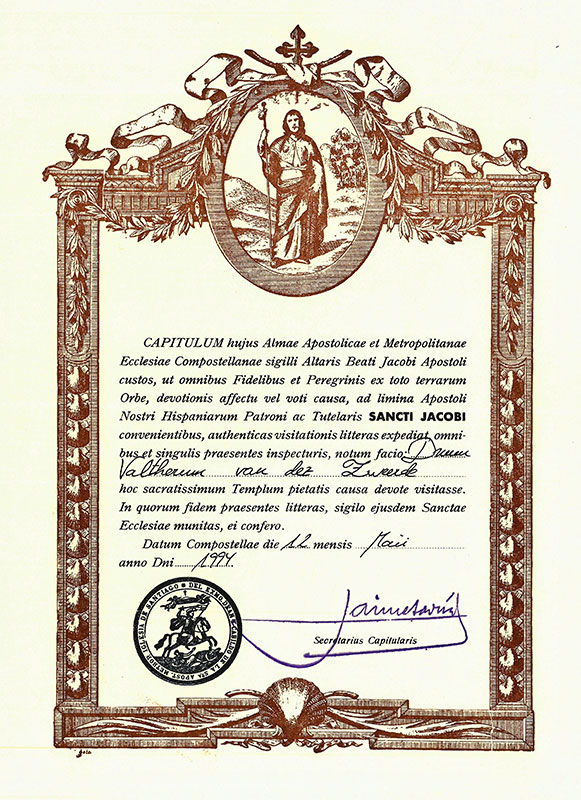 CAPITULUM hujus Almae Apostolicae et Metropolitanae
Ecclesiae Compostellanae sigilli Altaris Beati Jacobi Apostoli
custos, ut omnibus Fidelibus et Peregrinis ex toto terrarum
Orbe, devotionis affectu vel voti causa, ad limina Apostoli
Nostri Hispaniarum Patroni ac Tutelaris SANCTI JACOBI
convenientibus, authenticas visitationis litteras expediat, omni-
bus et singulis praesentes inspecturis, notum facio: Dnum
Valtherum van der Zweerde
hoc sacratissimum Templum pietatis causa devote visitasse.
In quorum fidem praesentes litteras, sigilo ejusdem Sanctae
Ecclesiae munitas, ei confero.
Datum Compostellae die 12 mensis Maii
anno Dni 1994.
Secretarius Capitularis